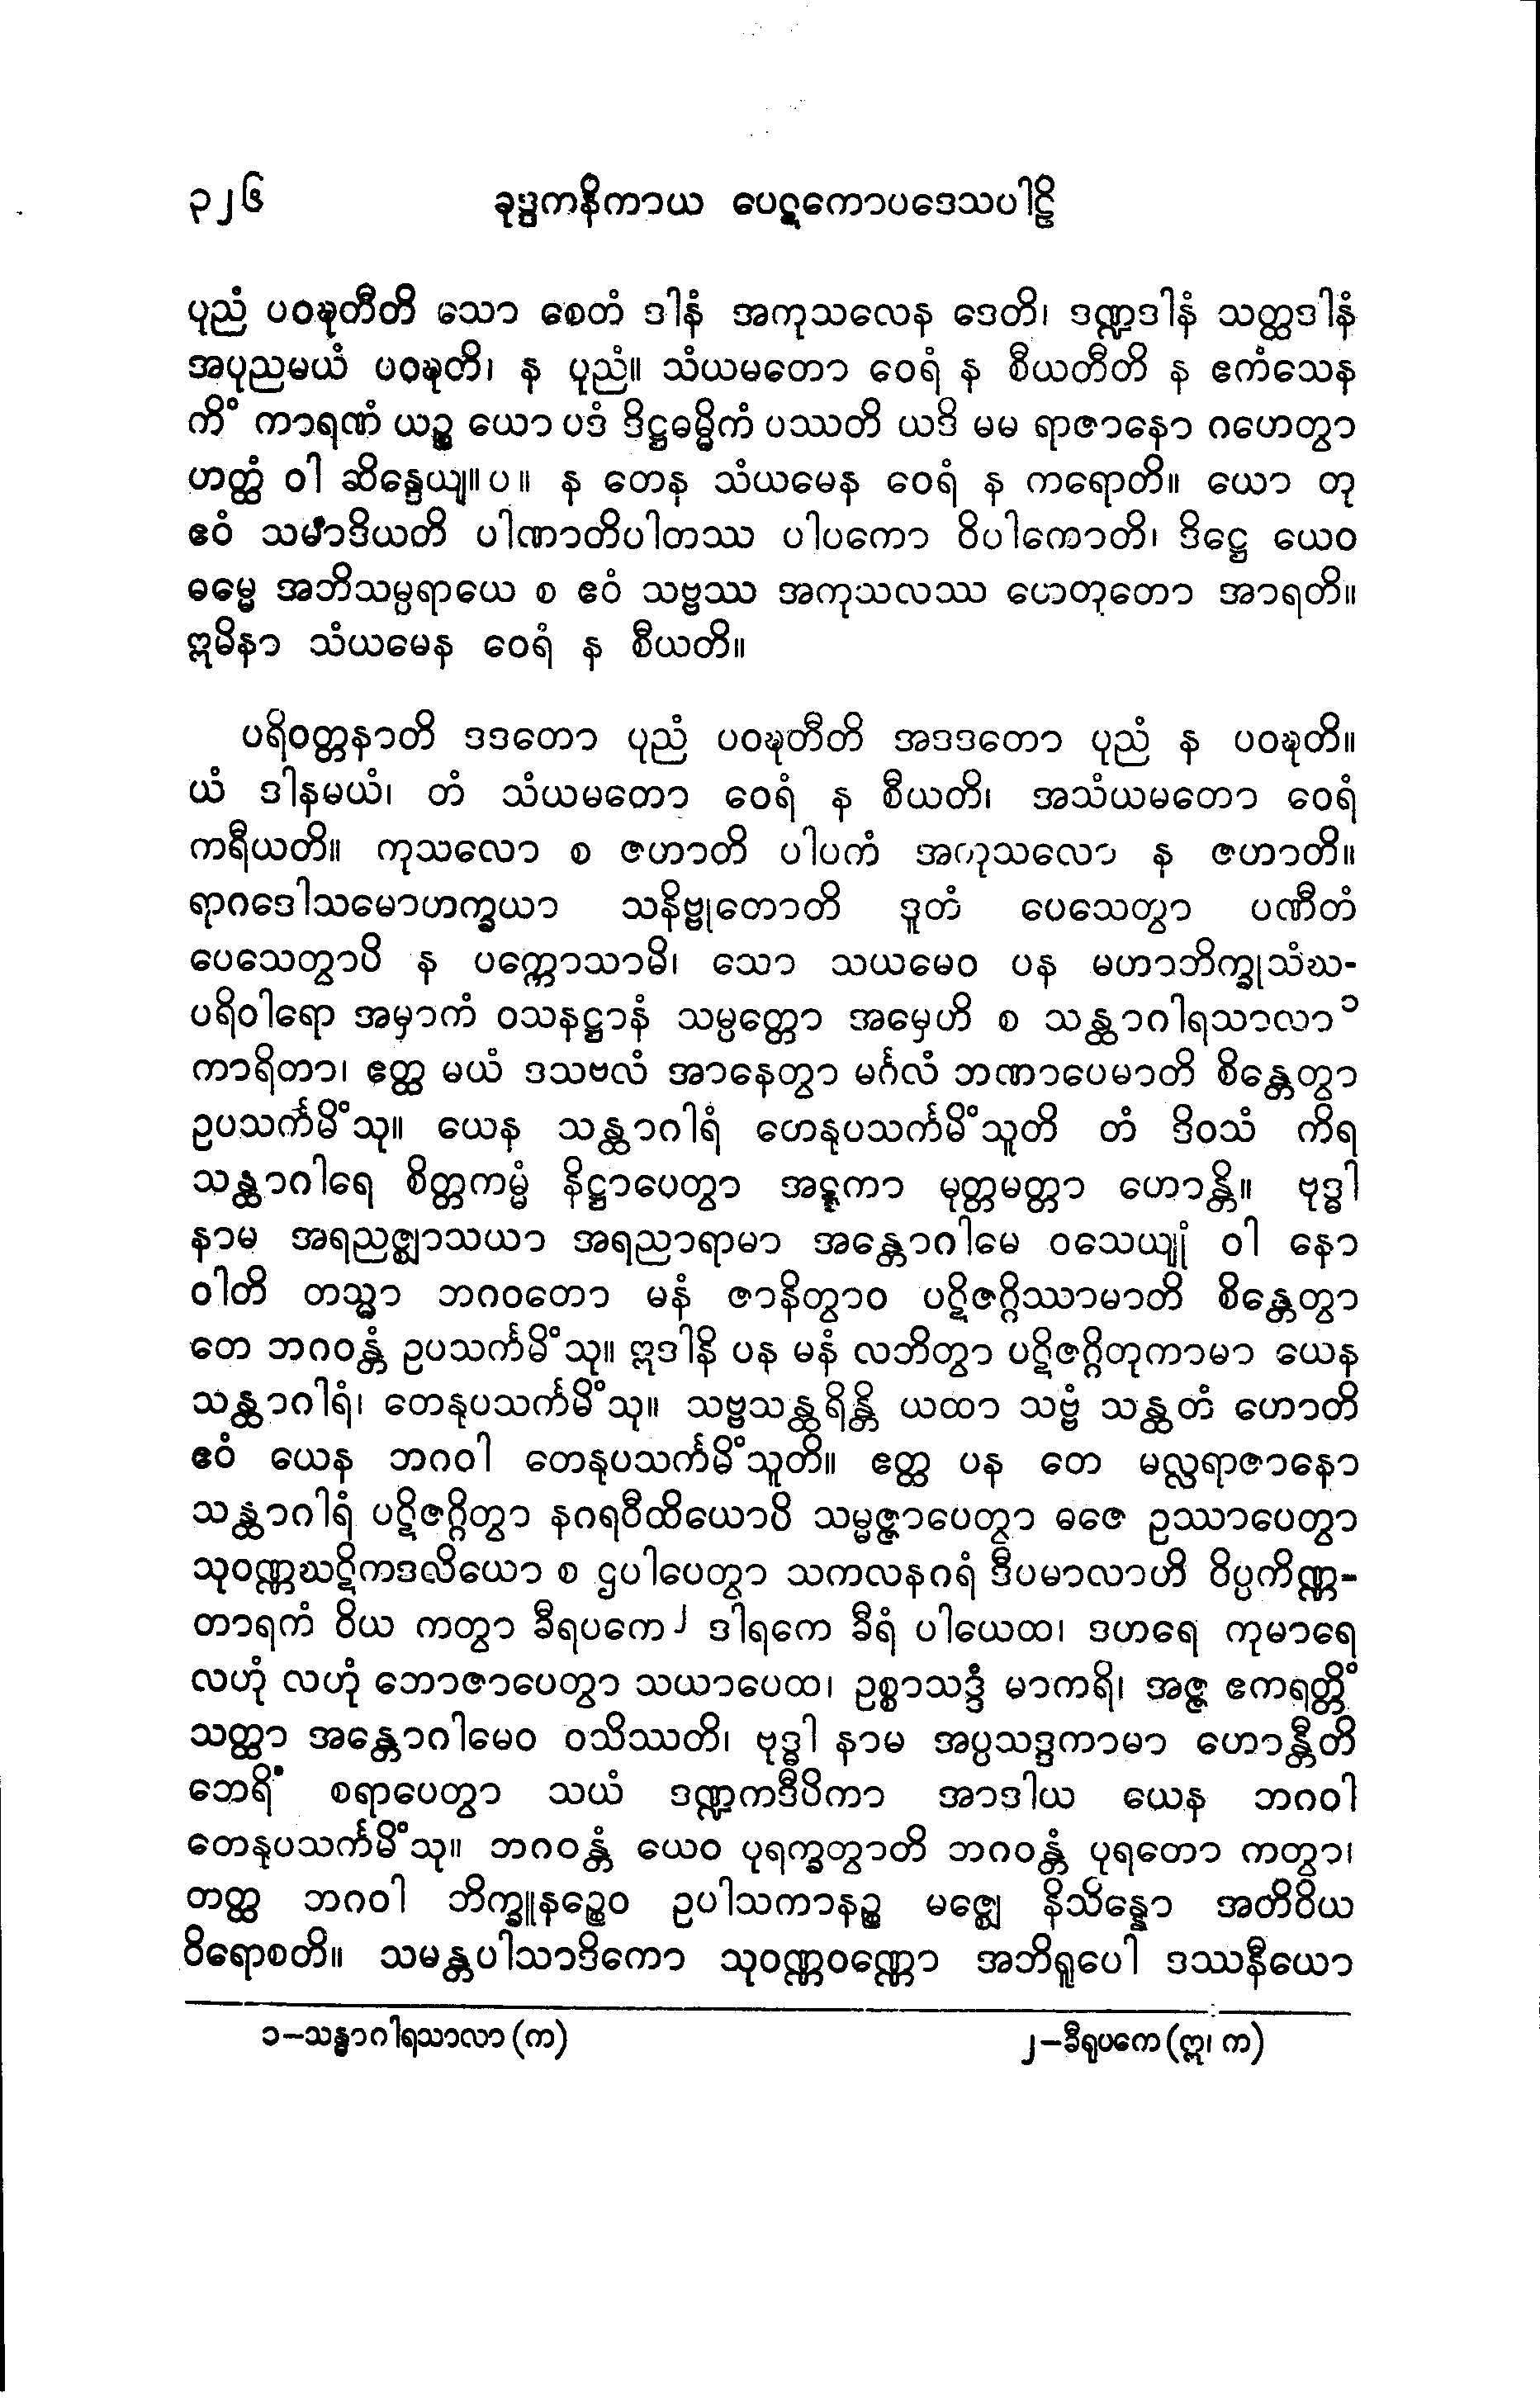 ၃၂၆ ခုဒ္ဒကနိကာယ ပေဋကောပဒေသပါဠိ
ပုညံ ပဝဍ္ဎတီတိ သော စေတံ ဒါနံ အကုသလေန ဒေတိ၊ ဒဏ္ဍဒါနံ သတ္ထဒါနံ
အပုညမယံ ပဝဍ္ဎတိ၊ န ပုညံ။ သံယမတော ဝေရံ န စီယတီတိ န ဧကံသေန
ကိံ ကာရဏံ ယဉ္စ ယော ပဒံ ဒိဋ္ဌဓမ္မိကံ ပဿတိ ယဒိ မမ ရာဇာနော ဂဟေတွာ
ဟတ္ထံ ဝါ ဆိန္ဒေယျ။ပ။ န တေန သံယမေန ဝေရံ န ကရောတိ။ ယော တု
ဧဝံ သမာဒိယတိ ပါဏာတိပါတဿ ပါပကော ဝိပါကောတိ၊ ဒိဋ္ဌေ ယေဝ
ဓမ္မေ အဘိသမ္ပရာယေ စ ဧဝံ သဗ္ဗဿ အကုသလဿ ဟေတုတော အာရတိ။
ဣမိနာ သံယမေန ဝေရံ န စီယတိ။
ပရိဝတ္တနာတိ ဒဒတော ပုညံ ပဝဍ္ဎတီတိ အဒဒတော ပုညံ န ပဝဍ္ဎတိ။
ယံ ဒါနမယံ၊ တံ သံယမတော ဝေရံ န စီယတိ၊ အသံယမတော ဝေရံ
ကရီယတိ။ ကုသလော စ ဇဟာတိ ပါပကံ အကုသလော န ဇဟာတိ။
ရာဂဒေါသမောဟက္ခယာ သနိဗ္ဗုတောတိ ဒူတံ ပေသေတွာ ပဏီတံ
ပေသေတွာပိ န ပက္ကောသာမိ၊ သော သယမေဝ ပန မဟာဘိက္ခုသံဃ-
ပရိဝါရော အမှာကံ ဝသနဋ္ဌာနံ သမ္ပတ္တော အမှေဟိ စ သန္ထာဂါရသာလာ ၁
ကာရိတာ၊ ဧတ္ထ မယံ ဒသဗလံ အာနေတွာ မင်္ဂလံ ဘဏာပေမာတိ စိန္တေတွာ
ဥပသင်္ကမိံသု။ ယေန သန္ထာဂါရံ ဟေနုပသင်္ကမိံသူတိ တံ ဒိဝသံ ကိရ
သန္ထာဂါရေ စိတ္တကမ္မံ နိဋ္ဌာပေတွာ အဋ္ဋကာ မုတ္တမတ္တာ ဟောန္တိ။ ဗုဒ္ဓါ
နာမ အရညဇ္ဈာသယာ အရညာရာမာ အန္တောဂါမေ ဝသေယျုံ ဝါ နော
ဝါတိ တသ္မာ ဘဂဝတော မနံ ဇာနိတွာဝ ပဋိဇဂ္ဂိဿာမာတိ စိန္တေတွာ
တေ ဘဂဝန္တံ ဥပသင်္ကမိံသု။ ဣဒါနိ ပန မနံ လဘိတွာ ပဋိဇဂ္ဂိတုကာမာ ယေန
သန္ထာဂါရံ၊ တေနုပသင်္ကမိံသု။ သဗ္ဗသန္ထရိန္တိ ယထာ သဗ္ဗံ သန္ထတံ ဟောတိ
ဧဝံ ယေန ဘဂဝါ တေနုပသင်္ကမိံသူတိ။ ဧတ္ထ ပန တေ မလ္လရာဇာနော
သန္ထာဂါရံ ပဋိဇဂ္ဂိတွာ နဂရဝီထိယောပိ သမ္မဇ္ဇာပေတွာ ဓဇေ ဥဿာပေတွာ
သုဝဏ္ဏဃဋိကဒလိယော စ ဌပါပေတွာ သကလနဂရံ ဒီပမာလာဟိ ဝိပ္ပကိဏ္ဏ-
တာရကံ ဝိယ ကတွာ ခီရပကေ ၂ ဒါရကေ ခီရံ ပါယေထ၊ ဒဟရေ ကုမာရေ
လဟုံ လဟုံ ဘောဇာပေတွာ သယာပေထ၊ ဥစ္စာသဒ္ဒံ မာကရိ၊ အဇ္ဇ ဧကရတ္တိံ
သတ္ထာ အန္တောဂါမေဝ ဝသိဿတိ၊ ဗုဒ္ဓါ နာမ အပ္ပသဒ္ဒကာမာ ဟောန္တီတိ
ဘေရိံ စရာပေတွာ သယံ ဒဏ္ဍကဒီပိကာ အာဒါယ ယေန ဘဂဝါ
တေနုပသင်္ကမိံသု။ ဘဂဝန္တံ ယေဝ ပုရက္ခတွာတိ ဘဂဝန္တံ ပုရတော ကတွာ၊
တတ္ထ ဘဂဝါ ဘိက္ခူနဉ္စေဝ ဥပါသကာနဉ္စ မဇ္ဈေ နိသိန္နော အတိဝိယ
ဝိရောစတိ။ သမန္တပါသာဒိကော သုဝဏ္ဏဝဏ္ဏော အဘိရူပေါ ဒဿနီယော
၁–သန္ဓာဂါရသာလာ (က) ၂–ခီရုပကေ (ဣ၊ က)